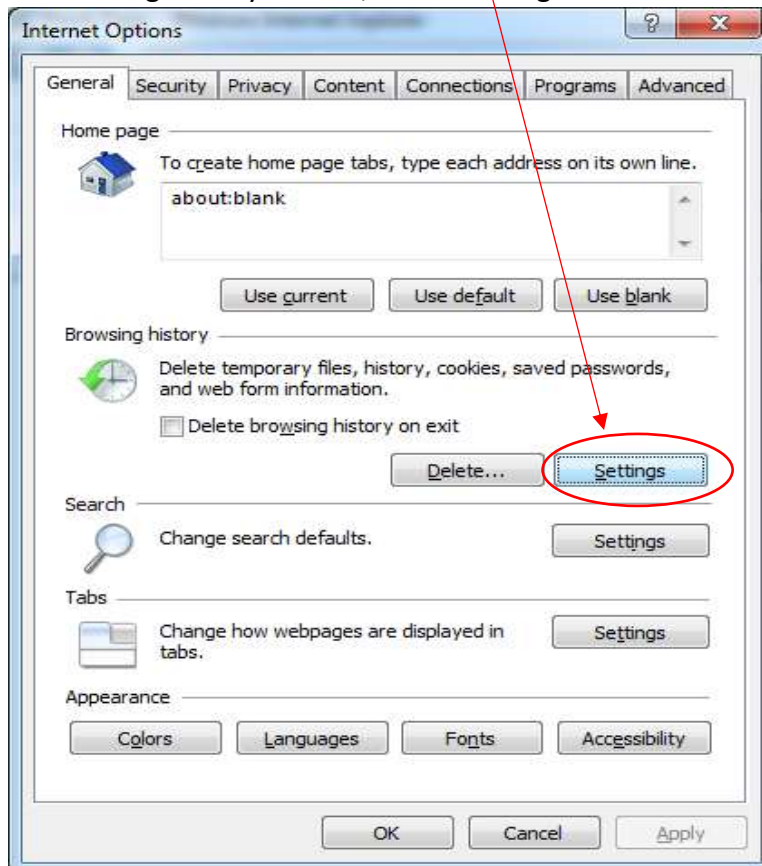 Internet Options
General Security Privacy Content Connections Programs Advanced
Home page
To create home page tabs, type each address on its own line.
about:blank
Use current Use default Use blank
Browsing history
Delete temporary files, history, cookies, saved passwords,
and web form information.
Delete browsing history on exit
Delete... Settings
Search
Change search defaults.
Settings
Tabs
Change how webpages are displayed in
tabs.
Settings
Appearance
Colors Languages Fonts Accessibility
OK Cancel Apply